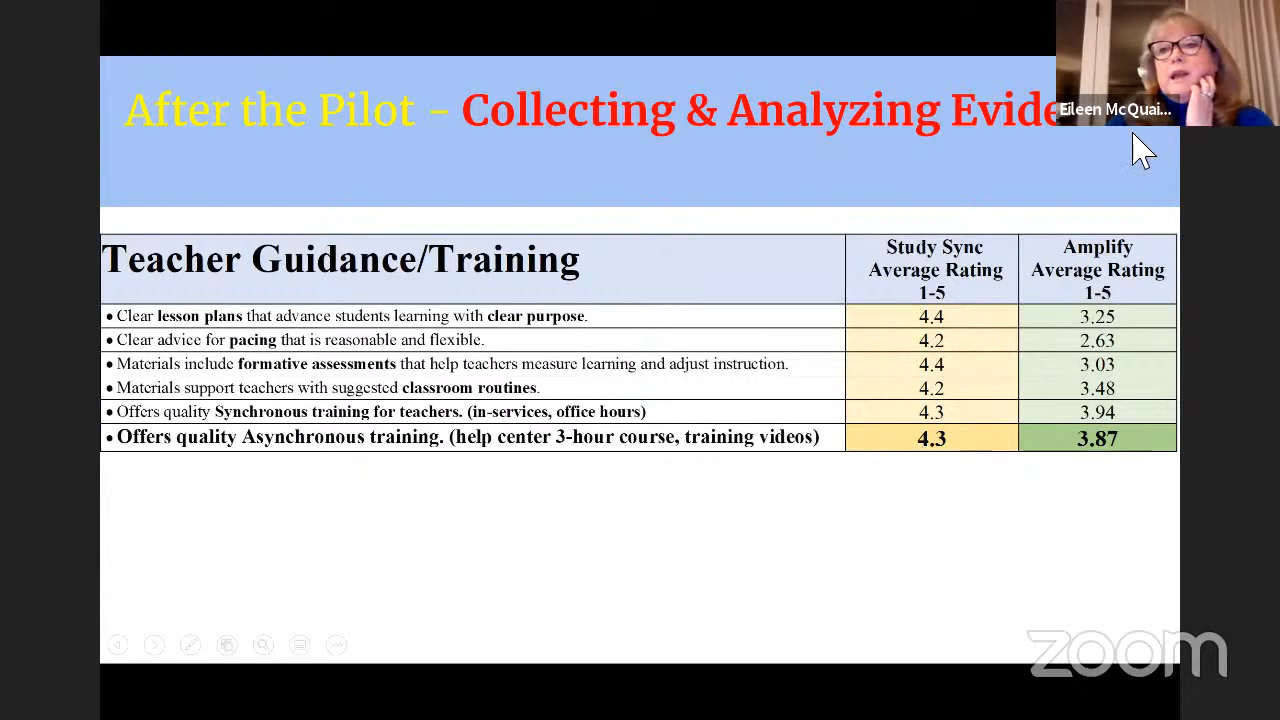 After the Pilot - Collecting & Analyzing Evide
Eileen McQuai...
Teacher Guidance/Training
Study Sync
Average Rating
1-5
Amplify
Average Rating
1-5
• Clear lesson plans that advance students learning with clear purpose. 4.4 3.25
• Clear advice for pacing that is reasonable and flexible. 4.2 2.63
• Materials include formative assessments that help teachers measure learning and adjust instruction. 4.4 3.03
• Materials support teachers with suggested classroom routines. 4.2 3.48
• Offers quality Synchronous training for teachers. (in-services, office hours) 4.3 3.94
• Offers quality Asynchronous training. (help center 3-hour course, training videos) 4.3 3.87
zoom